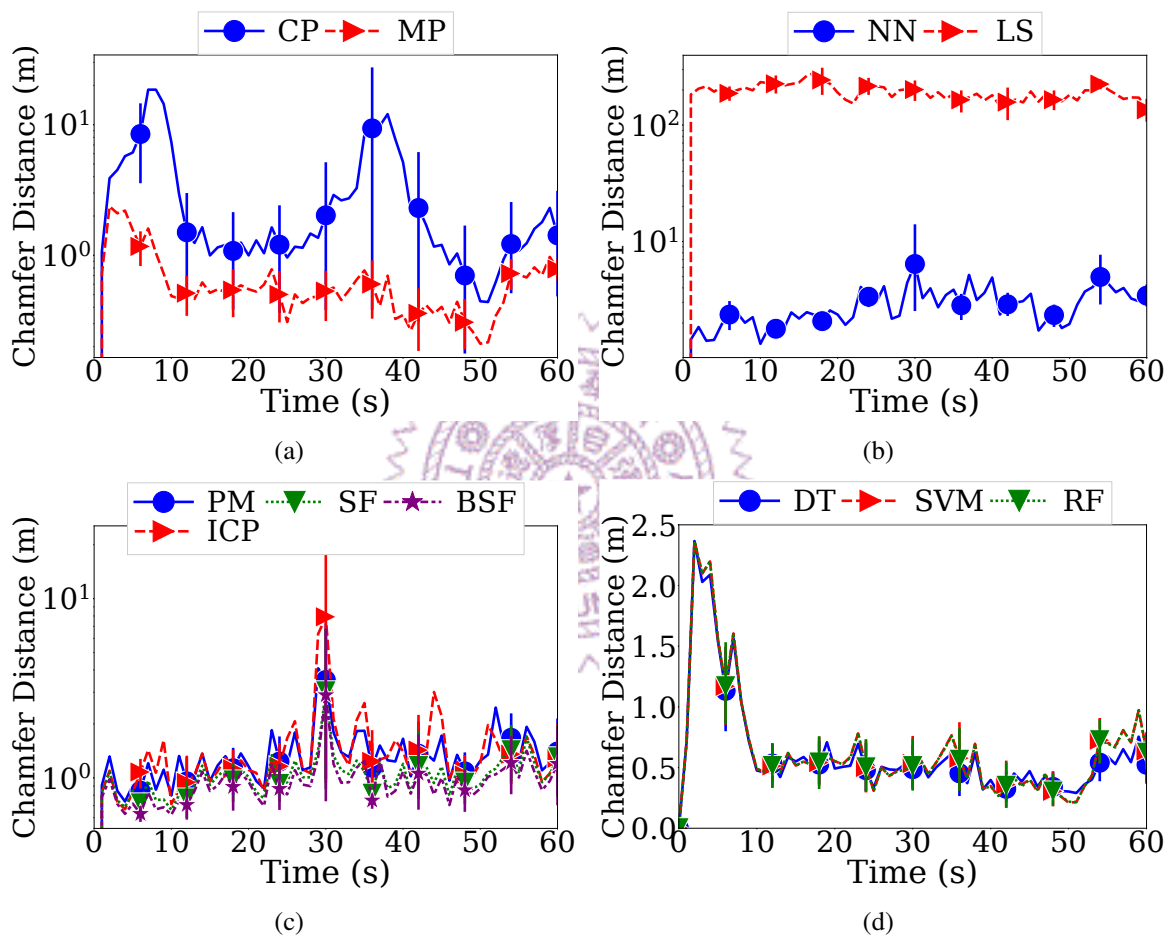 CP MP
Chamfer Distance (m)
10¹
10⁰
0 10 20 30 40 50 60
Time (s)
(a)
NN LS
Chamfer Distance (m)
10²
10¹
0 10 20 30 40 50 60
Time (s)
(b)
PM SF BSF
ICP
Chamfer Distance (m)
10¹
10⁰
0 10 20 30 40 50 60
Time (s)
(c)
DT SVM RF
Chamfer Distance (m)
2.5
2.0
1.5
1.0
0.5
0.0
0 10 20 30 40 50 60
Time (s)
(d)